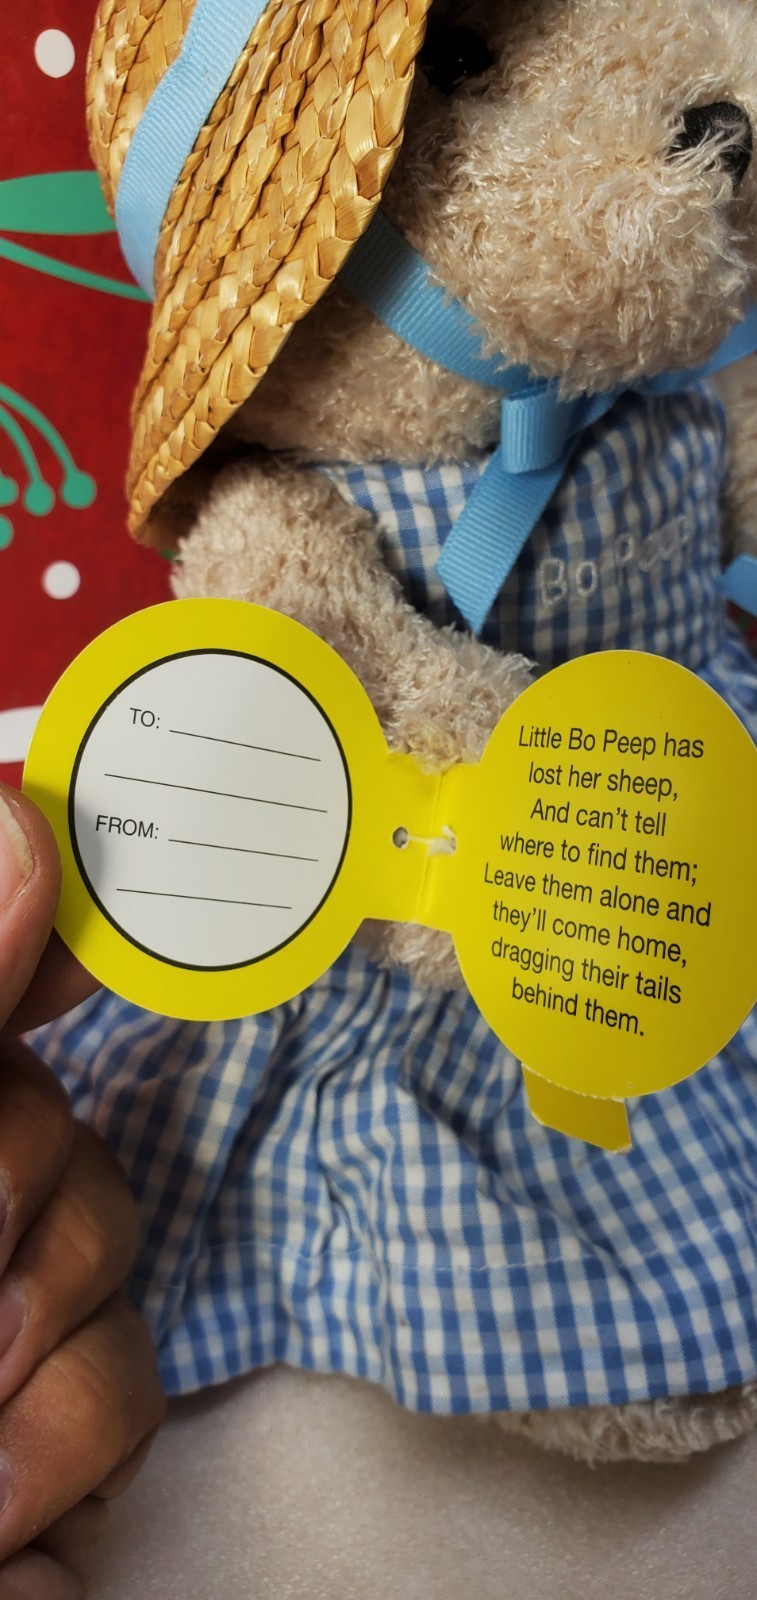 Bo Peep
TO:
FROM:
Little Bo Peep has
lost her sheep,
And can't tell
where to find them;
Leave them alone and
they'll come home,
dragging their tails
behind them.